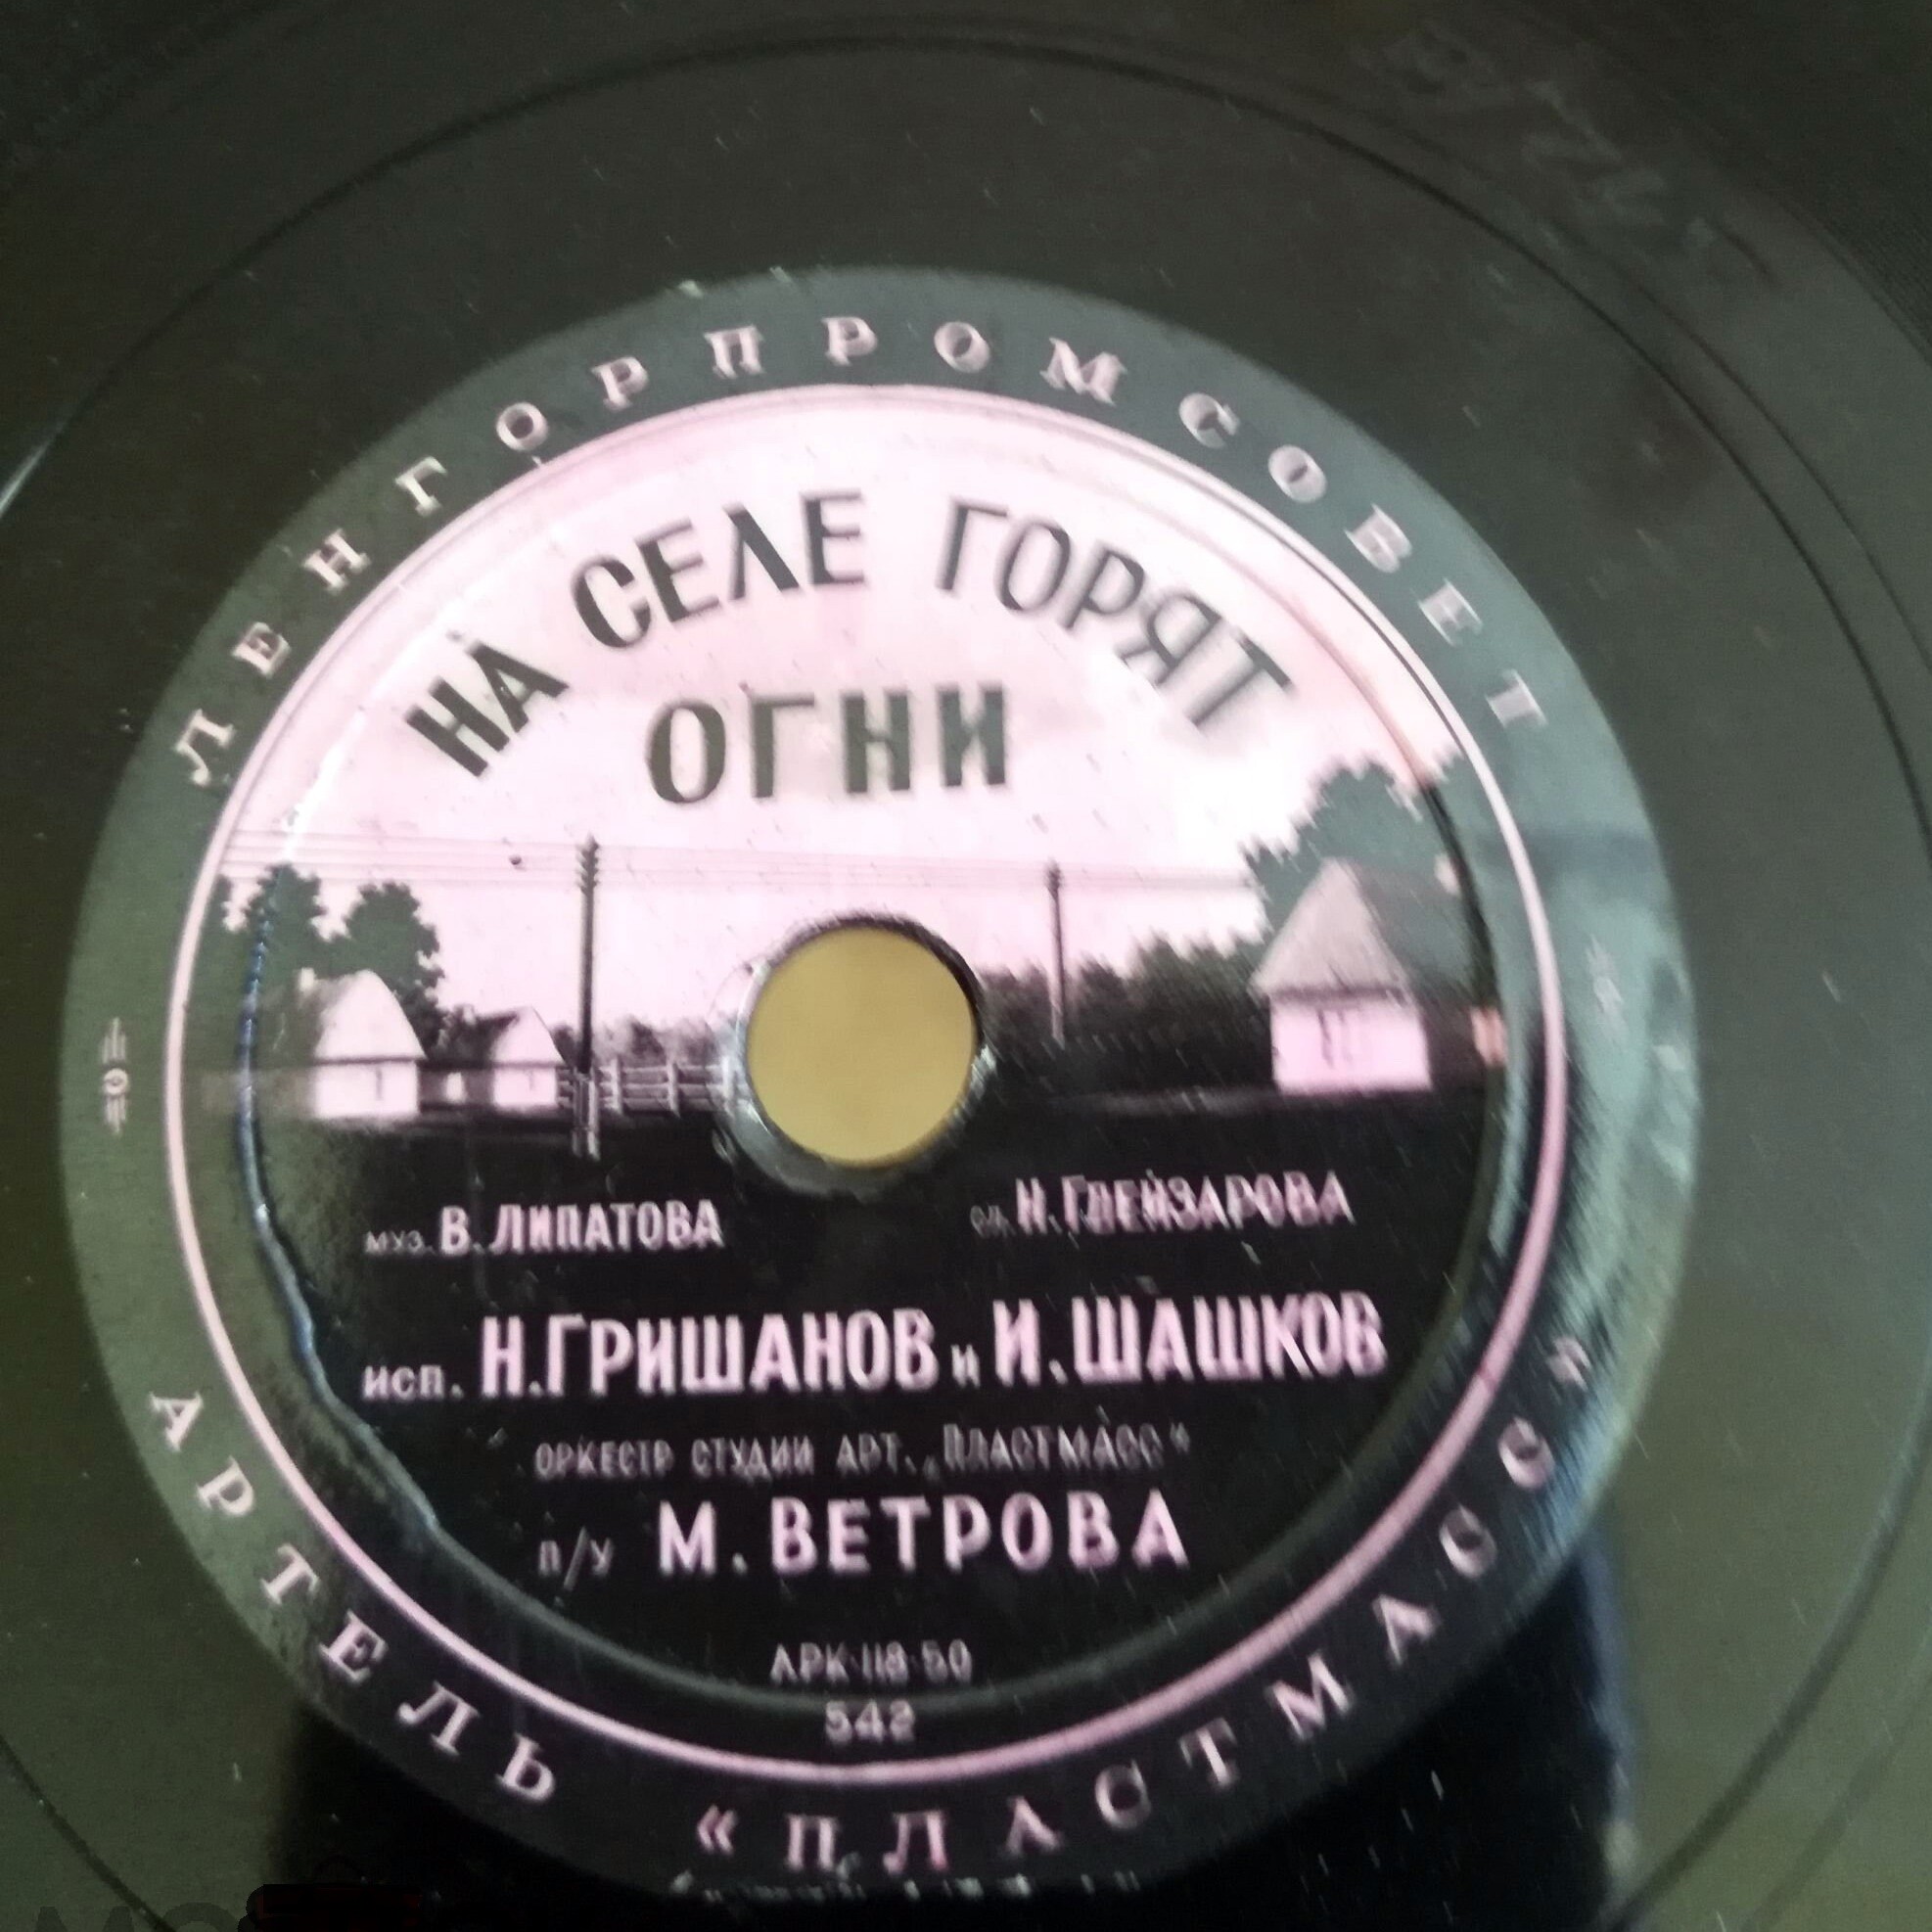 ЛЕНГОРПРОМСОВЕТ
НА СЕЛЕ ГОРЯТ
ОГНИ
муз. В. ЛИПАТОВА
сл. Н. ГЛЕЙЗАРОВА
исп. Н. ГРИШАНОВ и И. ШАШКОВ
ОРКЕСТР СТУДИИ АРТ. „ПЛАСТМАСС"
п/у М. ВЕТРОВА
АРК-118-50
542
АРТЕЛЬ «ПЛАСТМАСС»